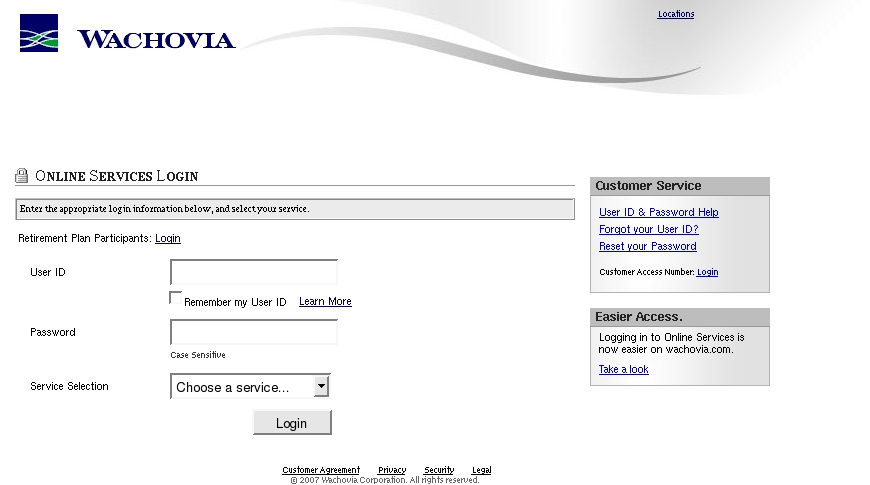 Locations
WACHOVIA
ONLINE SERVICES LOGIN
Enter the appropriate login information below, and select your service.
Retirement Plan Participants: Login
User ID
Remember my User ID Learn More
Password
Case Sensitive
Service Selection Choose a service...
Login
Customer Service
User ID & Password Help
Forgot your User ID?
Reset your Password
Customer Access Number: Login
Easier Access.
Logging in to Online Services is
now easier on wachovia.com.
Take a look
Customer Agreement Privacy Security Legal
© 2007 Wachovia Corporation. All rights reserved.